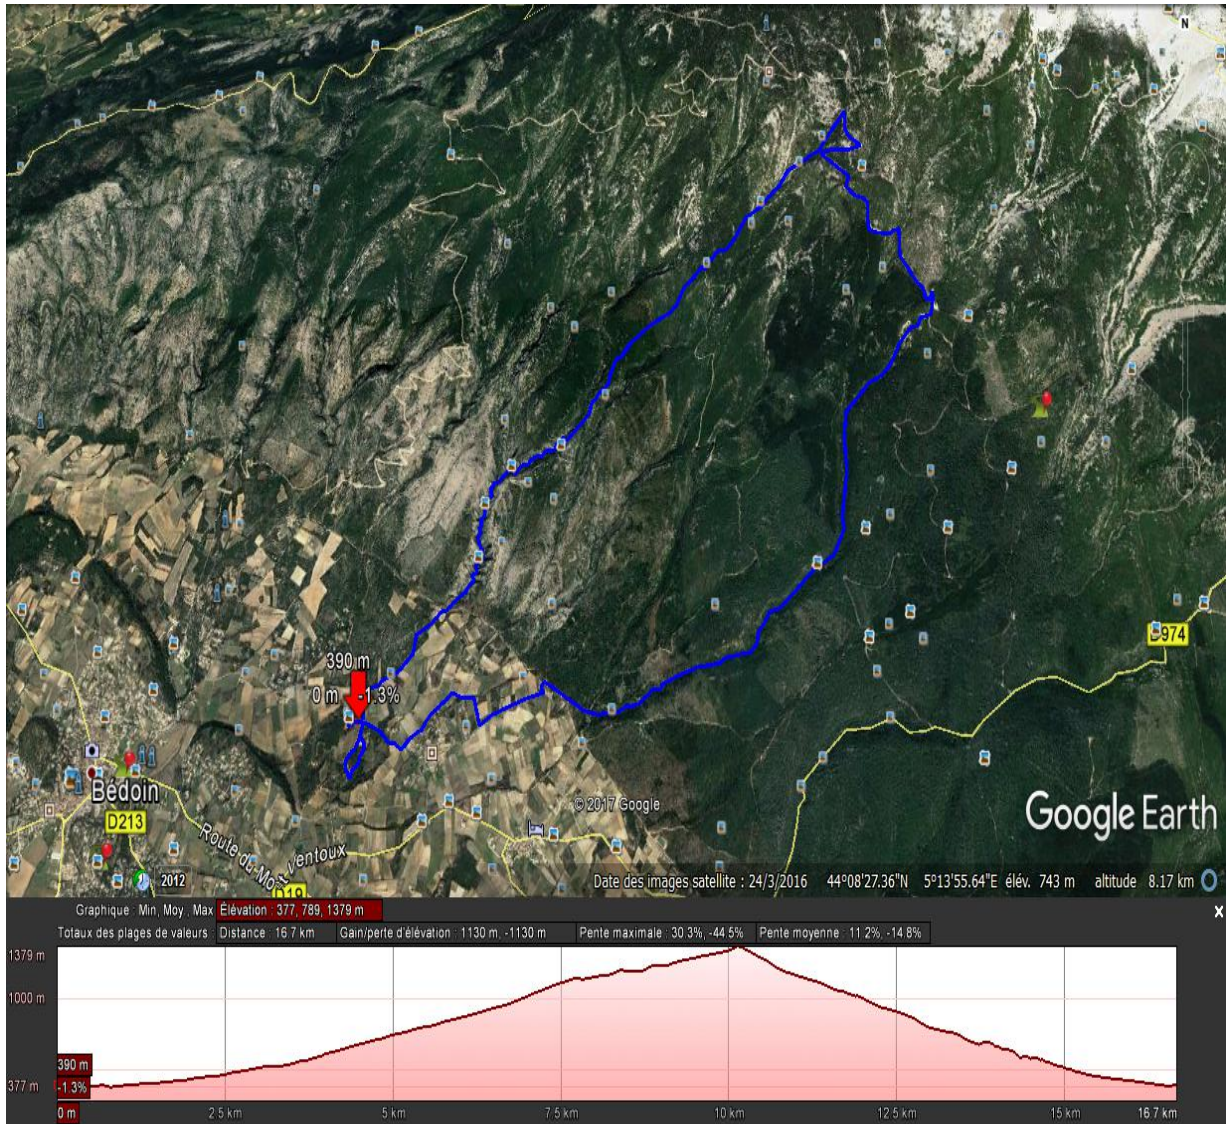 N
390 m
0 m -1.3%
D974
Bédoin
D213
Route du Mont Ventoux
D19
2012
© 2017 Google
Google Earth
Date des images satellite : 24/3/2016 44°08'27.36"N 5°13'55.64"E élév. 743 m altitude 8.17 km
Graphique : Min, Moy, Max Élévation : 377, 789, 1379 m
x
Totaux des plages de valeurs : Distance : 16.7 km Gain/perte d'élévation : 1130 m, -1130 m Pente maximale : 30.3%, -44.5% Pente moyenne : 11.2%, -14.8%
1379 m
1000 m
390 m
377 m -1.3%
0 m 2.5 km 5 km 7.5 km 10 km 12.5 km 15 km 16.7 km